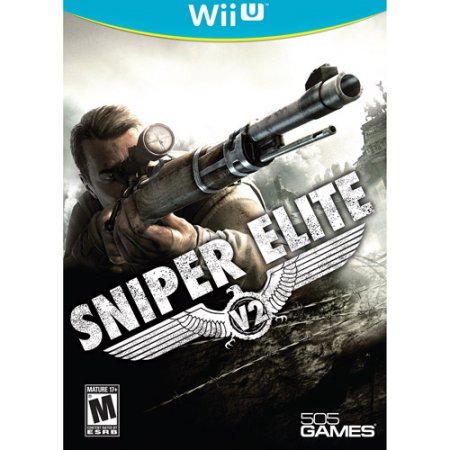 Wii U
SNIPER ELITE
V2
MATURE 17+
M
CONTENT RATED BY
ESRB
505
GAMES